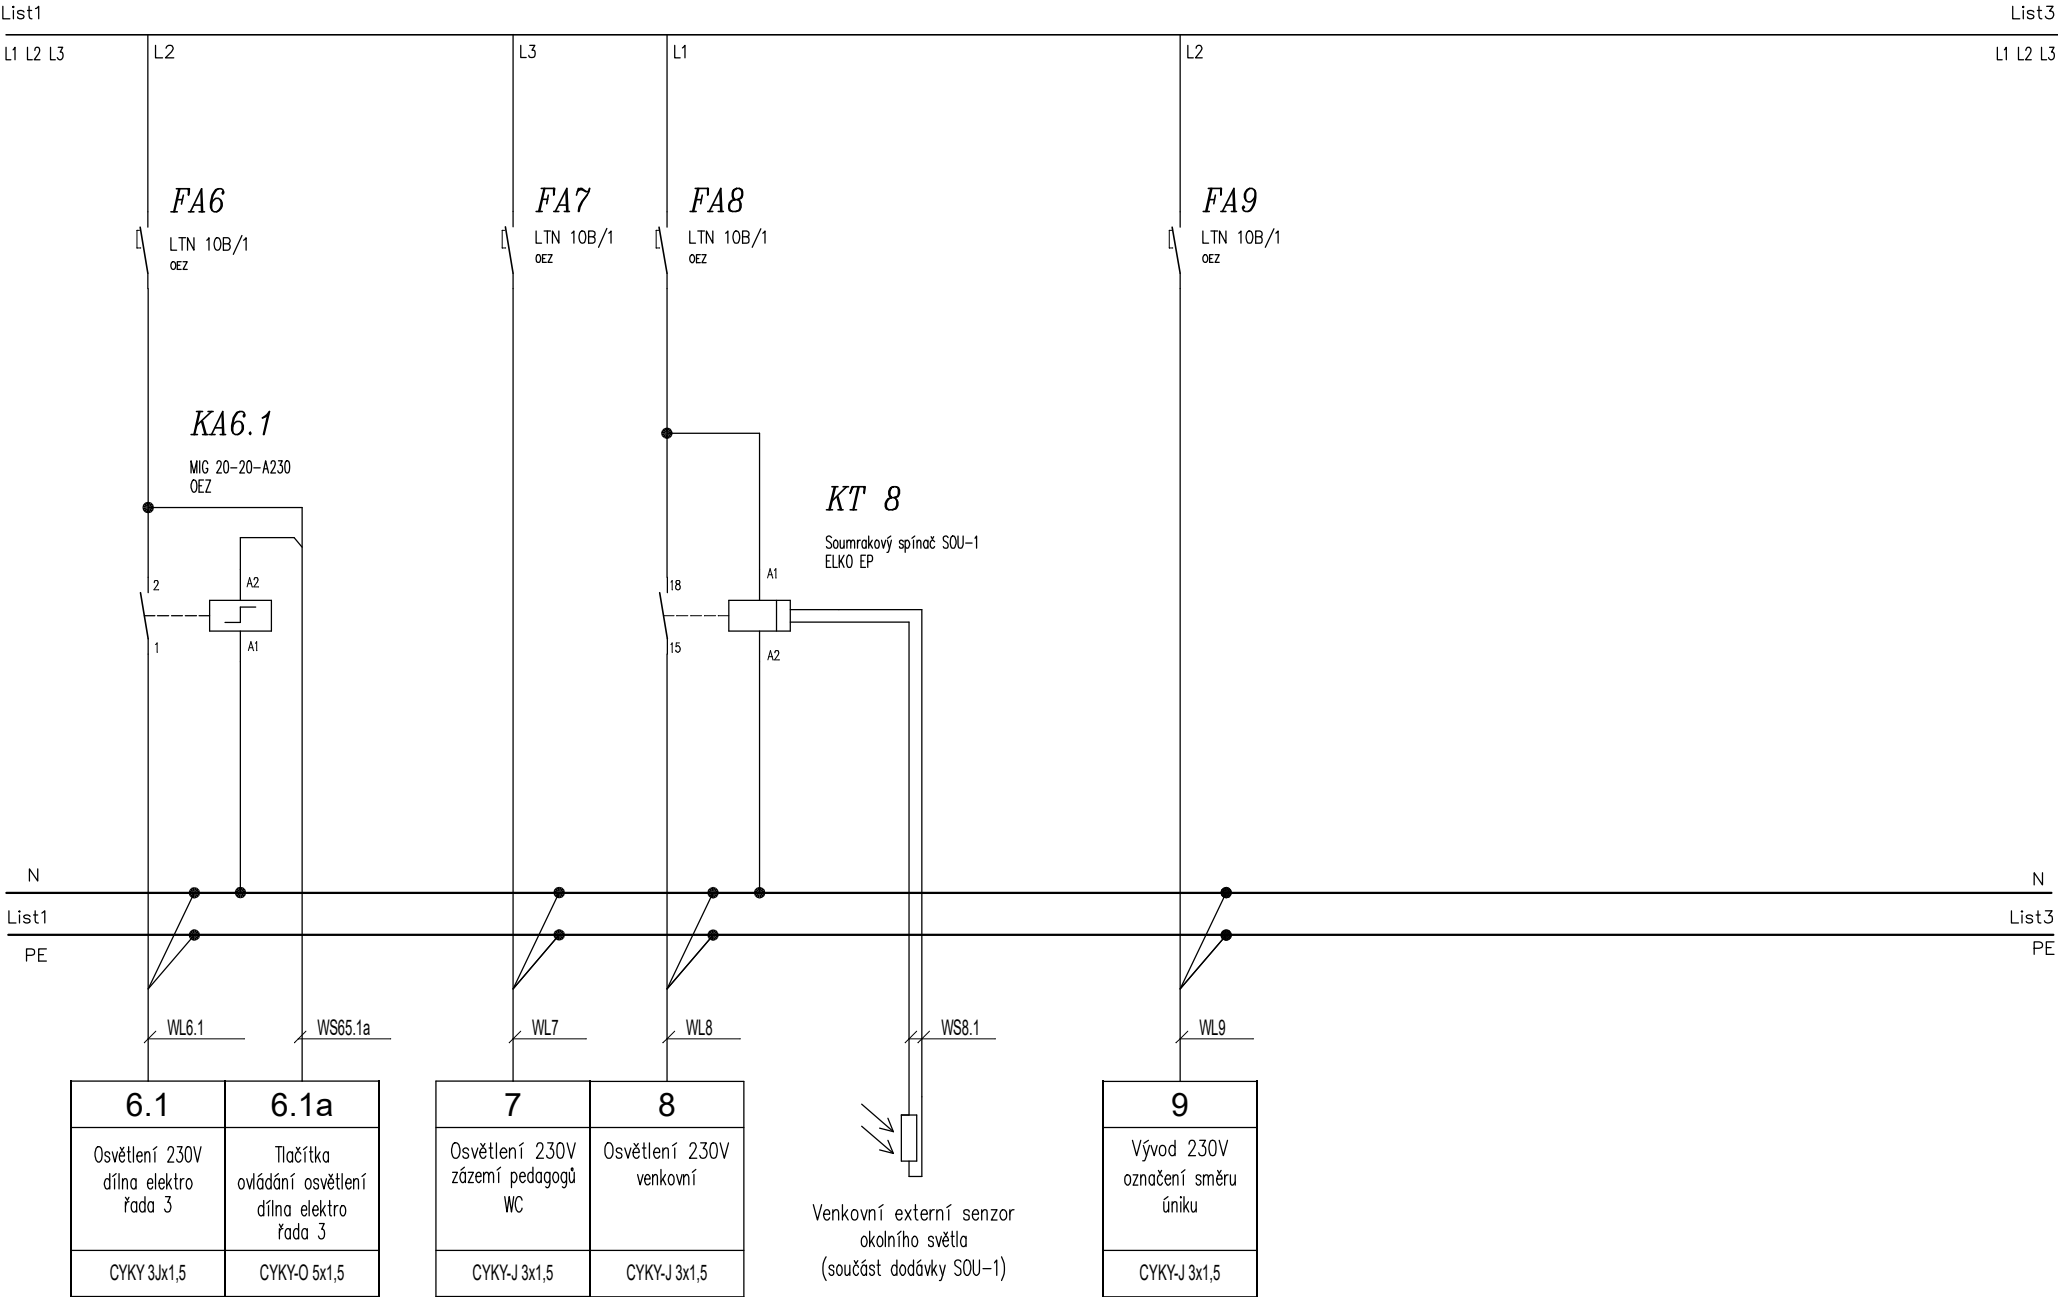 List1
List3
L1 L2 L3
L2
L3
L1
L2
L1 L2 L3
FA6
LTN 10B/1
OEZ
FA7
LTN 10B/1
OEZ
FA8
LTN 10B/1
OEZ
FA9
LTN 10B/1
OEZ
KA6.1
MIG 20-20-A230
OEZ
KT 8
Soumrakový spínač SOU-1
ELKO EP
2
A2
1
A1
18
A1
15
A2
N
N
List1
List3
PE
PE
WL6.1
WS65.1a
WL7
WL8
WS8.1
WL9
6.1
Osvětlení 230V
dílna elektro
řada 3
CYKY 3Jx1,5
6.1a
Tlačítka
ovládání osvětlení
dílna elektro
řada 3
CYKY-O 5x1,5
7
Osvětlení 230V
zázemí pedagogů
WC
CYKY-J 3x1,5
8
Osvětlení 230V
venkovní
CYKY-J 3x1,5
Venkovní externí senzor
okolního světla
(součást dodávky SOU-1)
9
Vývod 230V
označení směru
úniku
CYKY-J 3x1,5